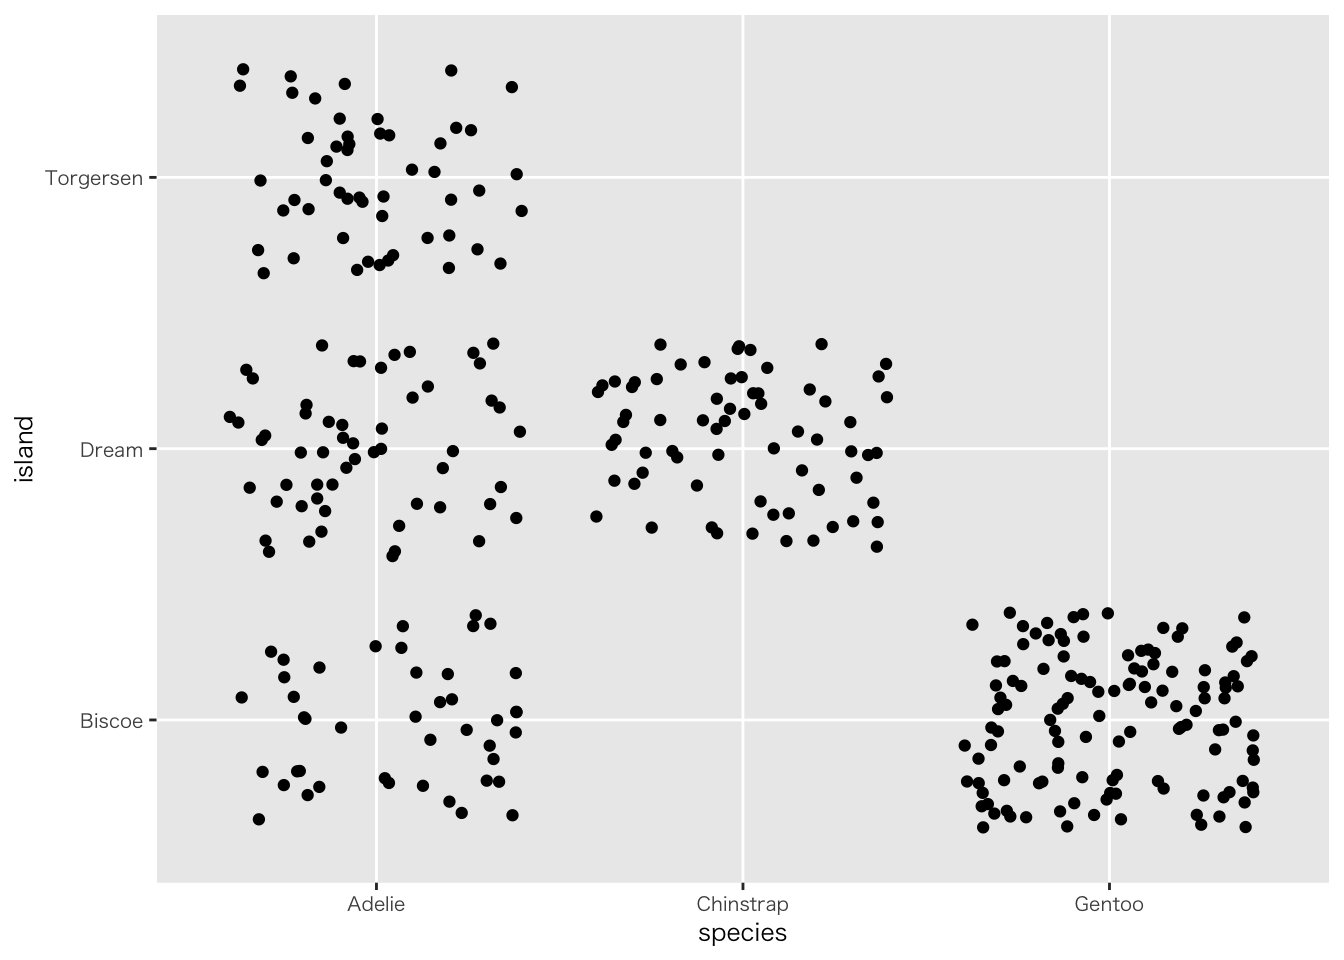 Torgersen
Dream
Biscoe
island
Adelie
Chinstrap
Gentoo
species